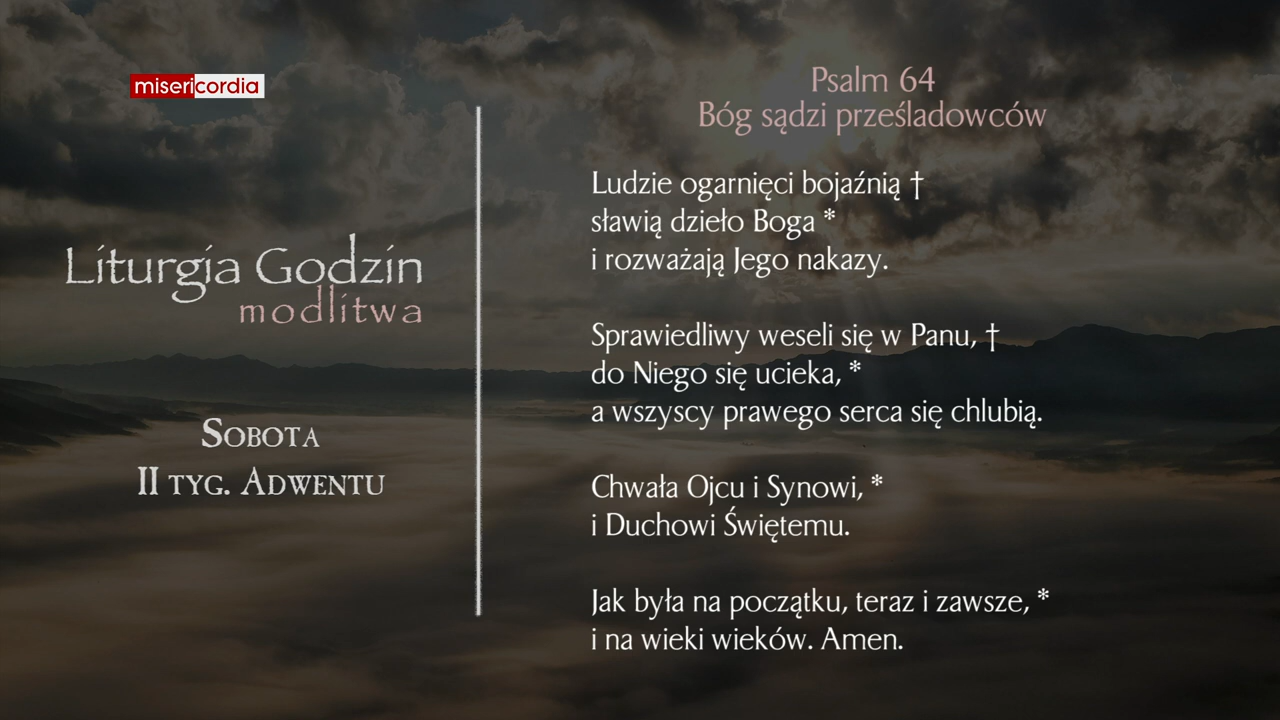 misericordia
Liturgia Godzin
modlitwa
Sobota
II tyg. Adwentu
Psalm 64
Bóg sądzi prześladowców
Ludzie ogarnięci bojaźnią †
sławią dzieło Boga *
i rozważają Jego nakazy.
Sprawiedliwy weseli się w Panu, †
do Niego się ucieka, *
a wszyscy prawego serca się chlubią.
Chwała Ojcu i Synowi, *
i Duchowi Świętemu.
Jak była na początku, teraz i zawsze, *
i na wieki wieków. Amen.